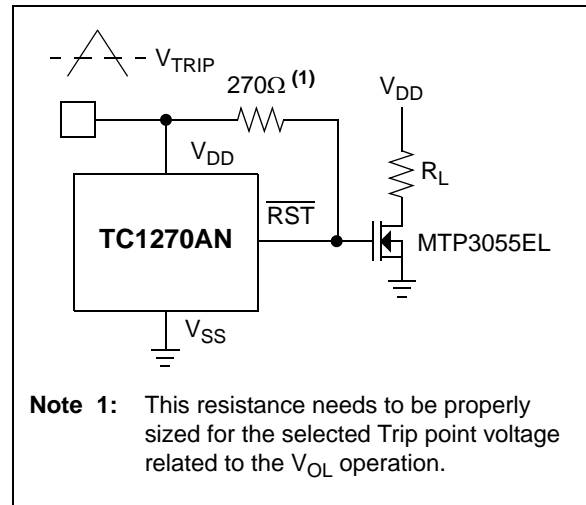 V_TRIP
270Ω (1)
V_DD
V_DD
R_L
RST
TC1270AN
MTP3055EL
V_SS
Note 1: This resistance needs to be properly
sized for the selected Trip point voltage
related to the V_OL operation.